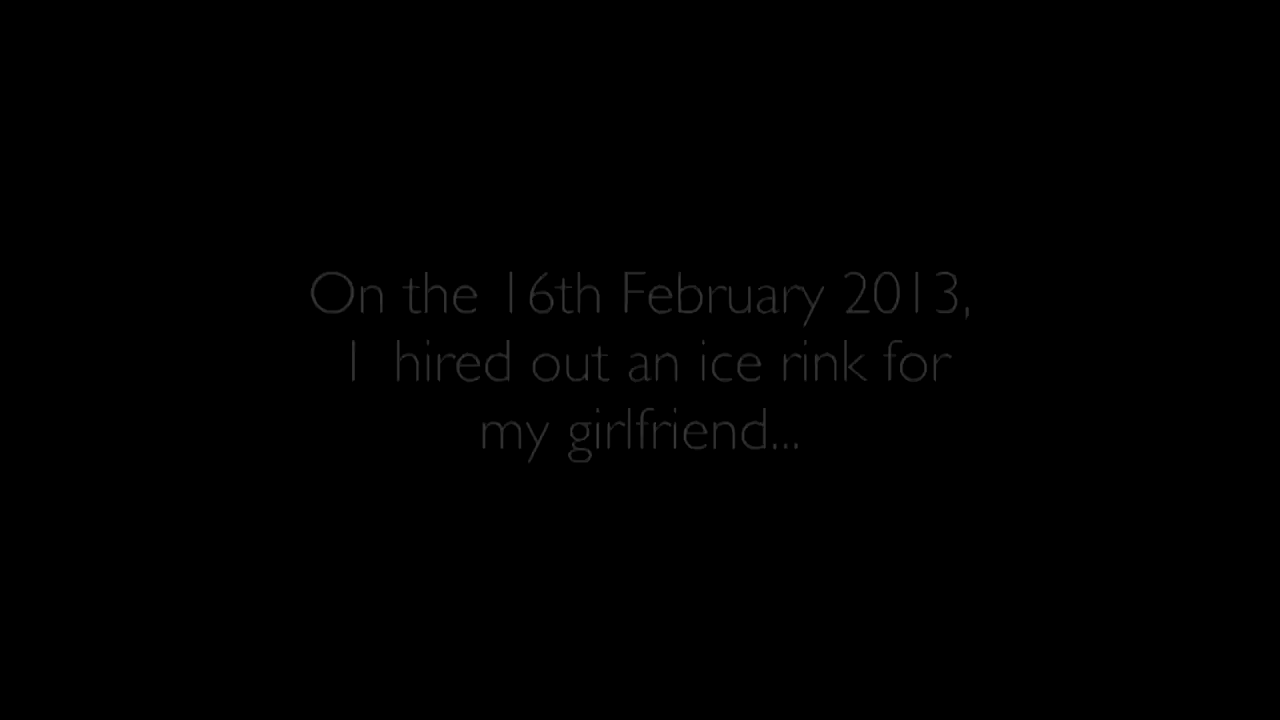 On the 16th February 2013,
I hired out an ice rink for
my girlfriend...